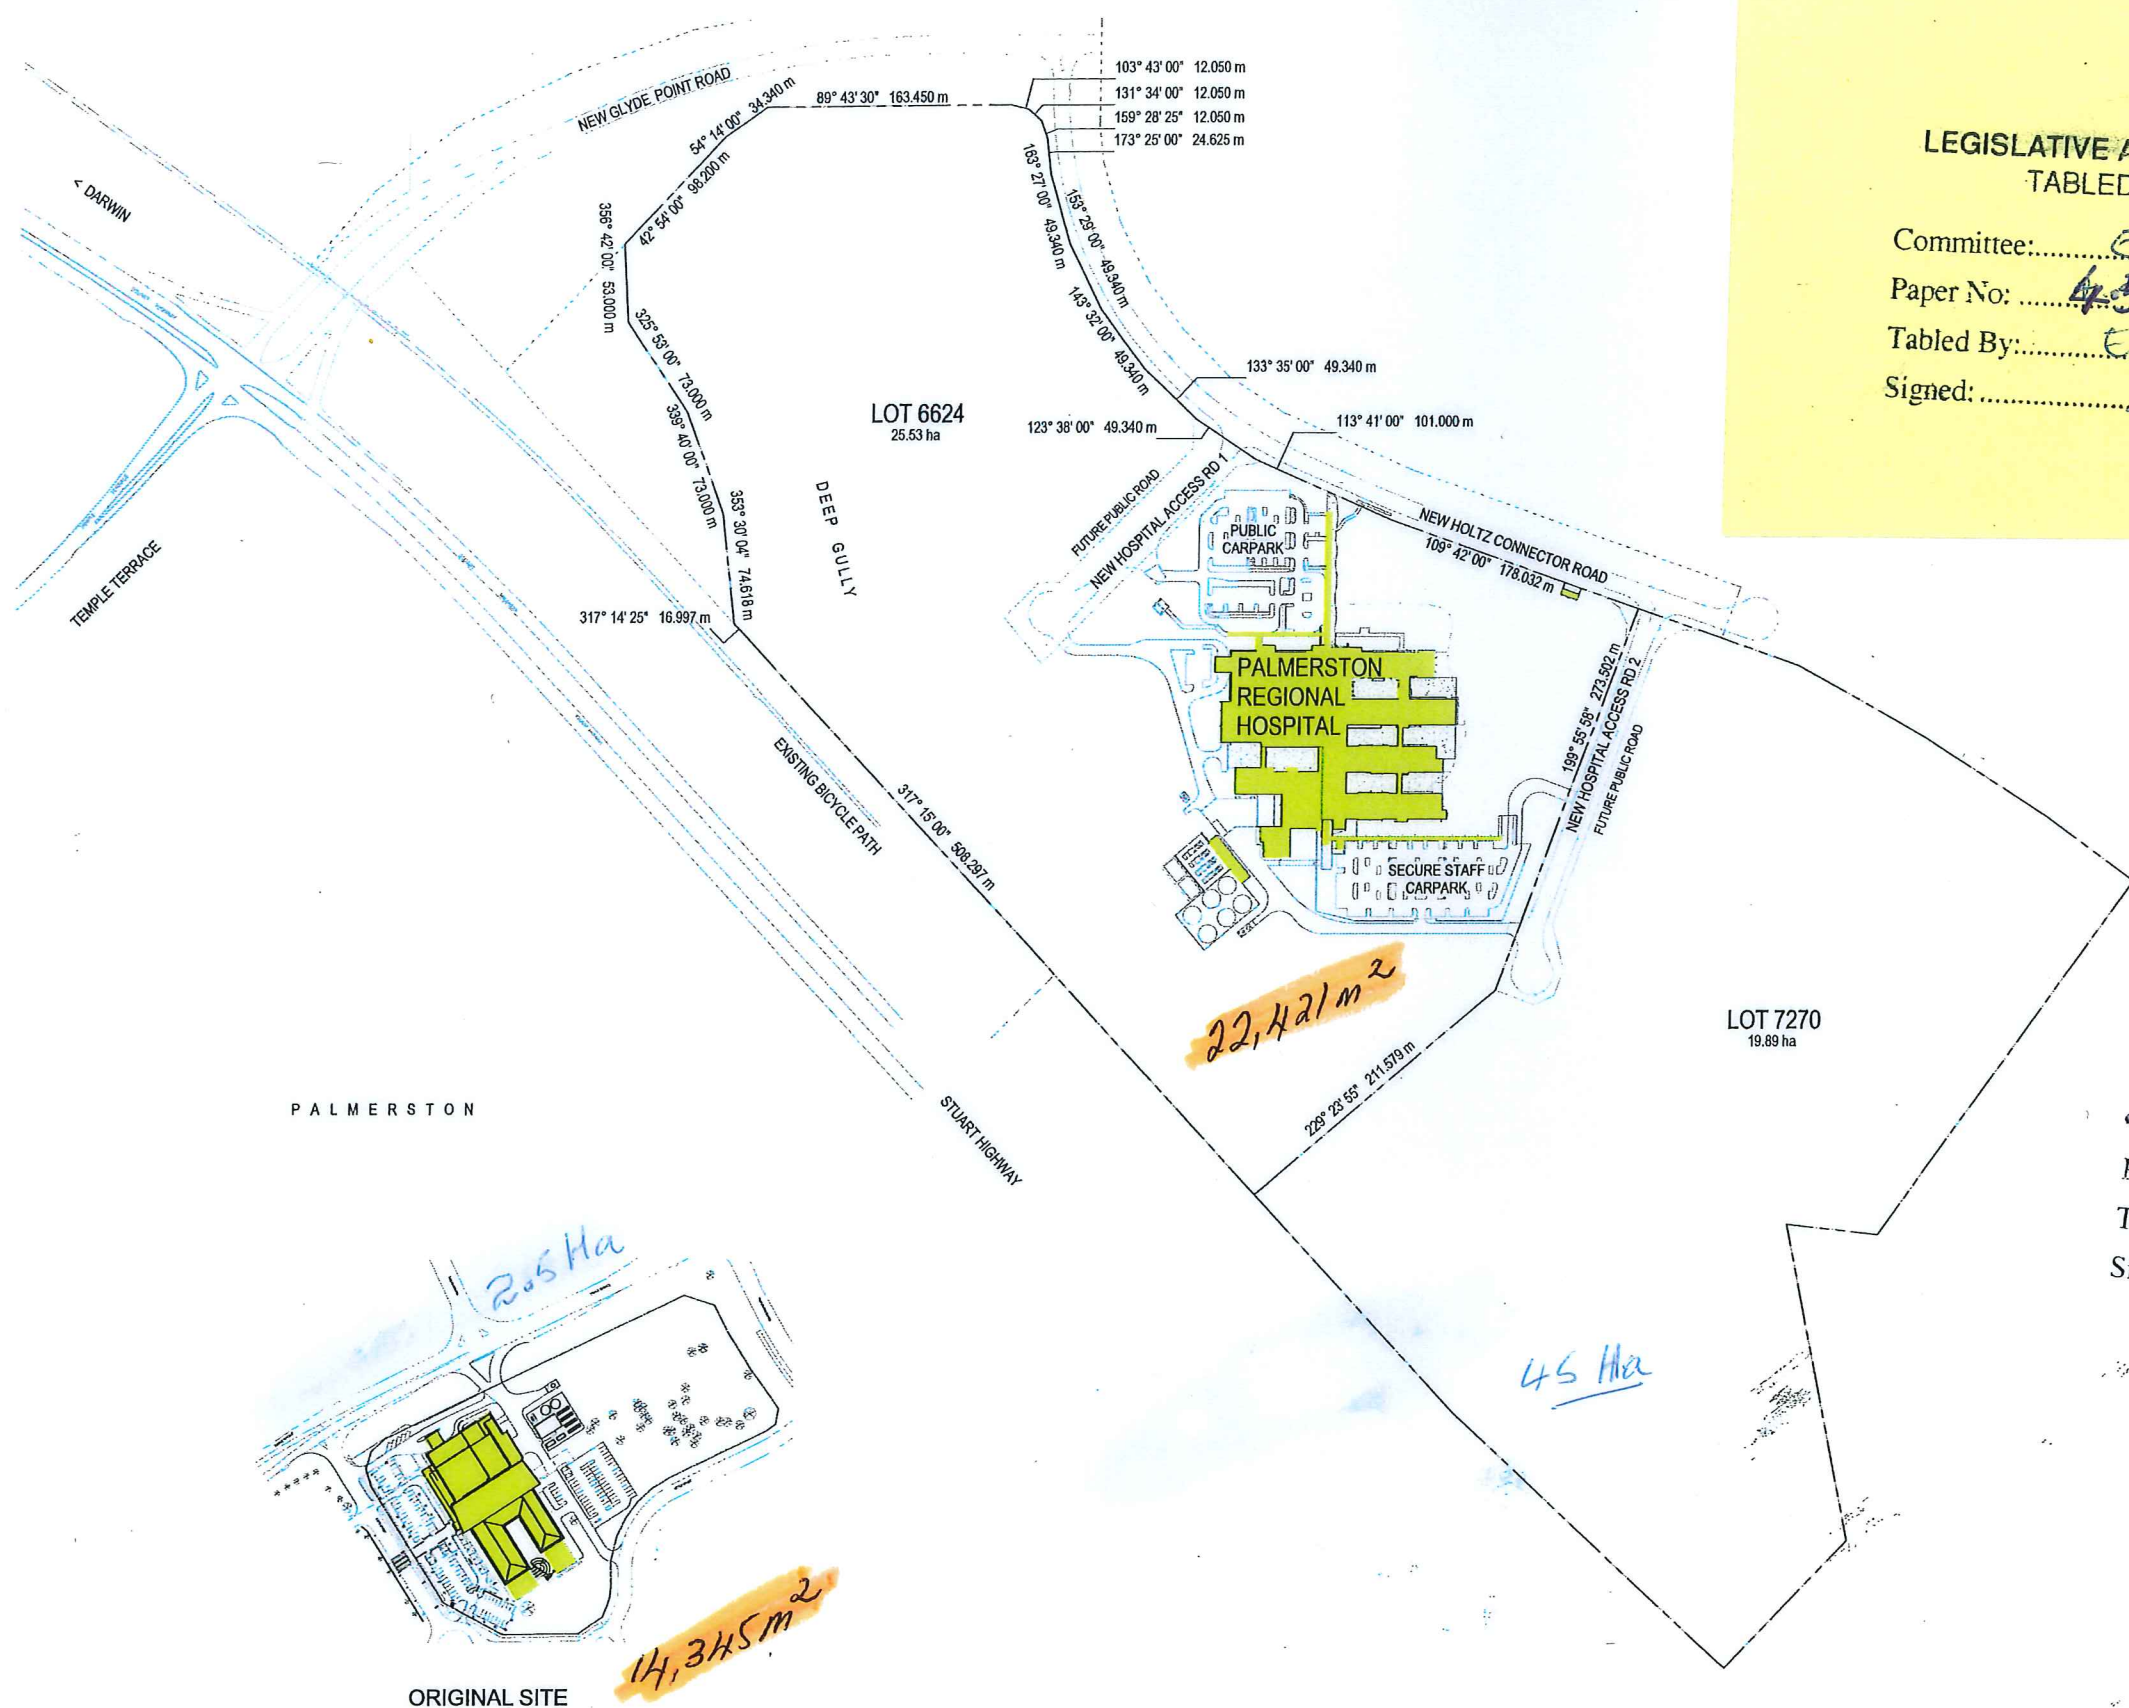 NEW GLYDE POINT ROAD
54° 14' 00" 34.340 m
89° 43' 30" 163.450 m
103° 43' 00" 12.050 m
131° 34' 00" 12.050 m
159° 28' 25" 12.050 m
173° 25' 00" 24.625 m
42° 54' 00" 98.200 m
163° 27' 00" 49.340 m
153° 29' 00" 49.340 m
< DARWIN
356° 42' 00" 53.000 m
143° 32' 00" 49.340 m
325° 53' 00" 73.000 m
133° 35' 00" 49.340 m
LOT 6624
25.53 ha
123° 38' 00" 49.340 m
113° 41' 00" 101.000 m
339° 40' 00" 73.000 m
FUTURE PUBLIC ROAD
NEW HOSPITAL ACCESS RD 1
DEEP GULLY
353° 30' 04" 74.618 m
PUBLIC
CARPARK
NEW HOLTZ CONNECTOR ROAD
109° 42' 00" 178.032 m
TEMPLE TERRACE
317° 14' 25" 16.997 m
PALMERSTON
REGIONAL
HOSPITAL
199° 55' 58" 273.502 m
NEW HOSPITAL ACCESS RD 2
FUTURE PUBLIC ROAD
EXISTING BICYCLE PATH
317° 15' 00" 508.297 m
SECURE STAFF
CARPARK
22,421 m²
LOT 7270
19.89 ha
229° 23' 55" 211.579 m
PALMERSTON
STUART HIGHWAY
2.5 Ha
45 Ha
14,345 m²
ORIGINAL SITE
LEGISLATIVE A
TABLED
Committee:
Paper No:
Tabled By: E
Signed: